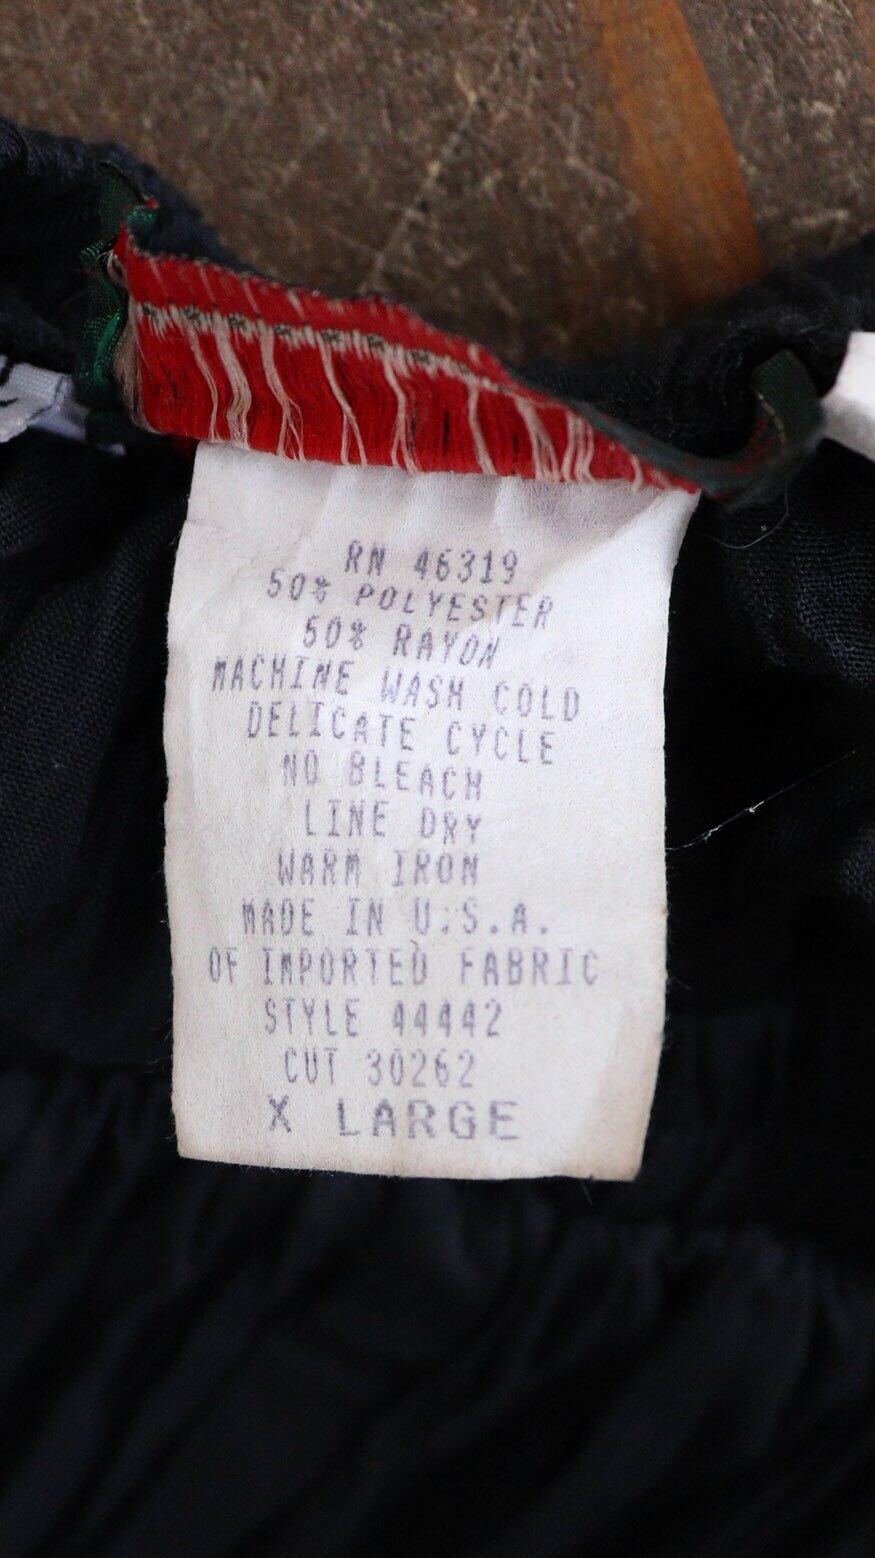 RN 46319
50% POLYESTER
50% RAYON
MACHINE WASH COLD
DELICATE CYCLE
NO BLEACH
LINE DRY
WARM IRON
MADE IN U.S.A.
OF IMPORTED FABRIC
STYLE 44442
CUT 30262
X LARGE